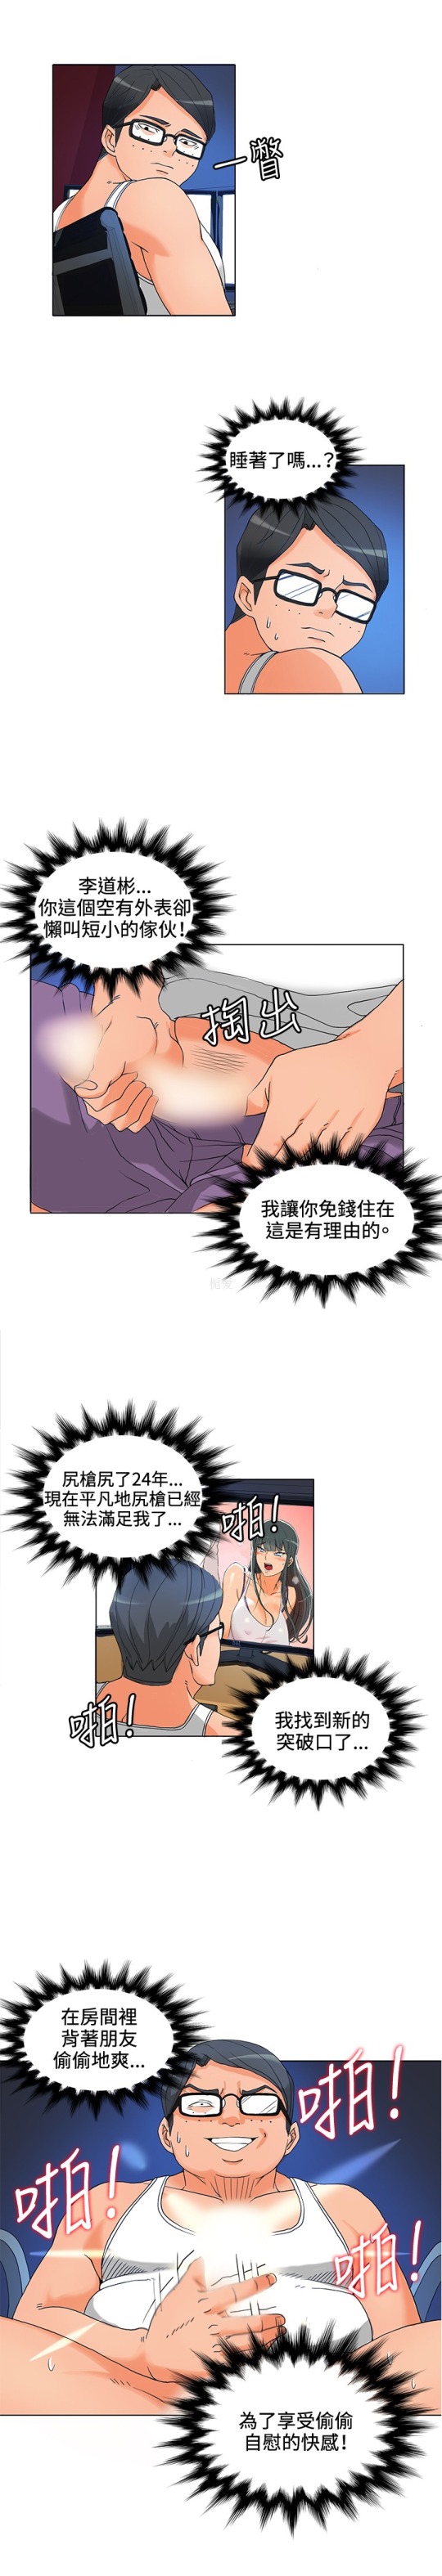 瞥
睡著了嗎...？
李道彬...
你這個空有外表卻
懶叫短小的傢伙！
掏出
我讓你免錢住在
這是有理由的。
尻槍尻了24年...
現在平凡地尻槍已經
無法滿足我了...
啪！
啪！
我找到新的
突破口了...
在房間裡
背著朋友
偷偷地爽...
啪！
啪！
啪！
為了享受偷偷
自慰的快感！